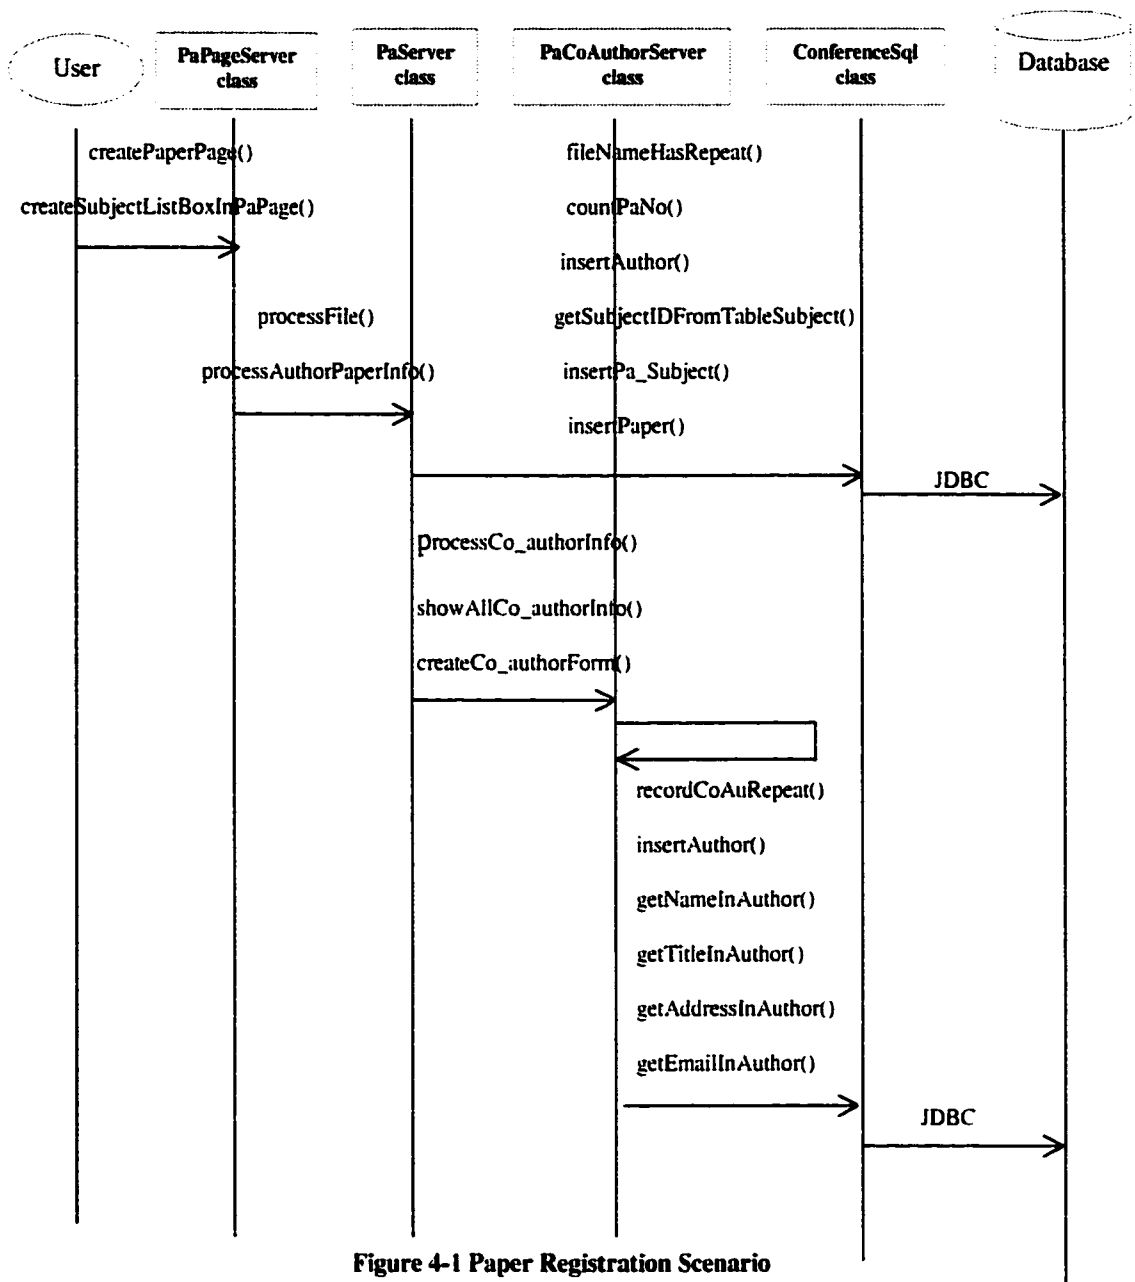 User
PaPageServer
class
PaServer
class
PaCoAuthorServer
class
ConferenceSql
class
Database
createPaperPage()
fileNameHasRepeat()
createSubjectListBoxInPaPage()
countPaNo()
insertAuthor()
processFile()
getSubjectIDFromTableSubject()
processAuthorPaperInfo()
insertPa_Subject()
insertPaper()
JDBC
processCo_authorInfo()
showAllCo_authorInfo()
createCo_authorForm()
recordCoAuRepeat()
insertAuthor()
getNameInAuthor()
getTitleInAuthor()
getAddressInAuthor()
getEmailInAuthor()
JDBC
Figure 4-1 Paper Registration Scenario